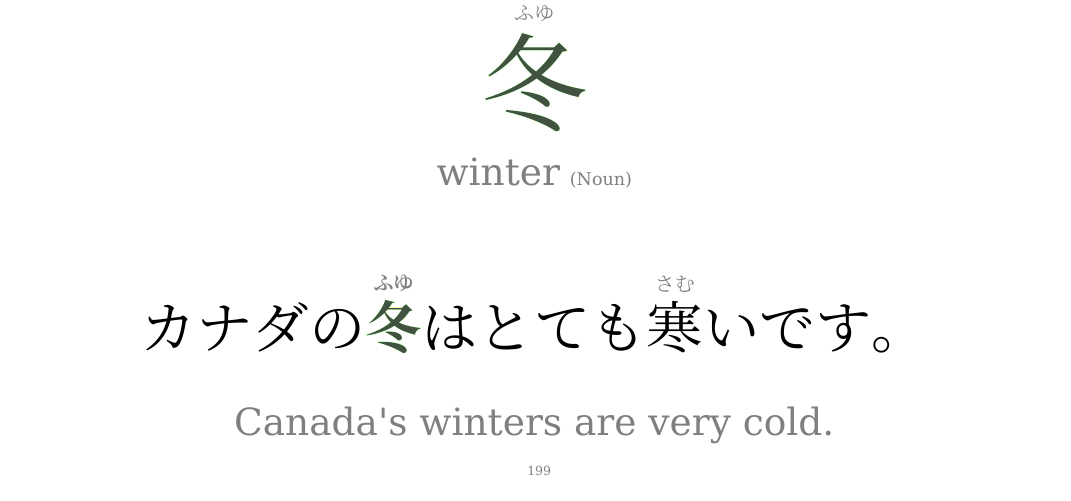 ふゆ
冬
winter (Noun)
ふゆ さむ
カナダの冬はとても寒いです。
Canada's winters are very cold.
199